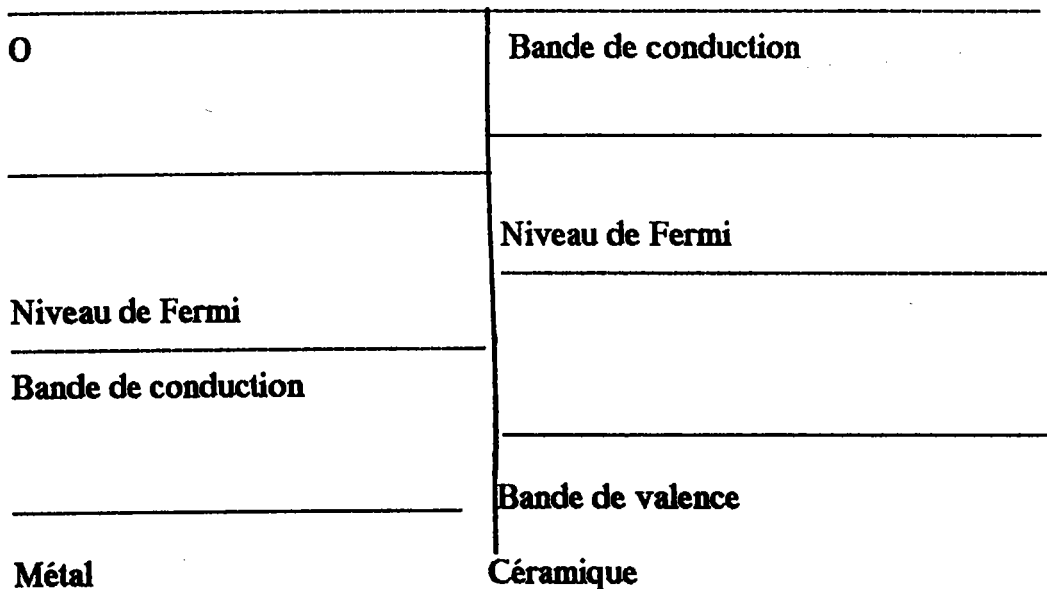 O
Bande de conduction
Niveau de Fermi
Niveau de Fermi
Bande de conduction
Bande de valence
Métal
Céramique